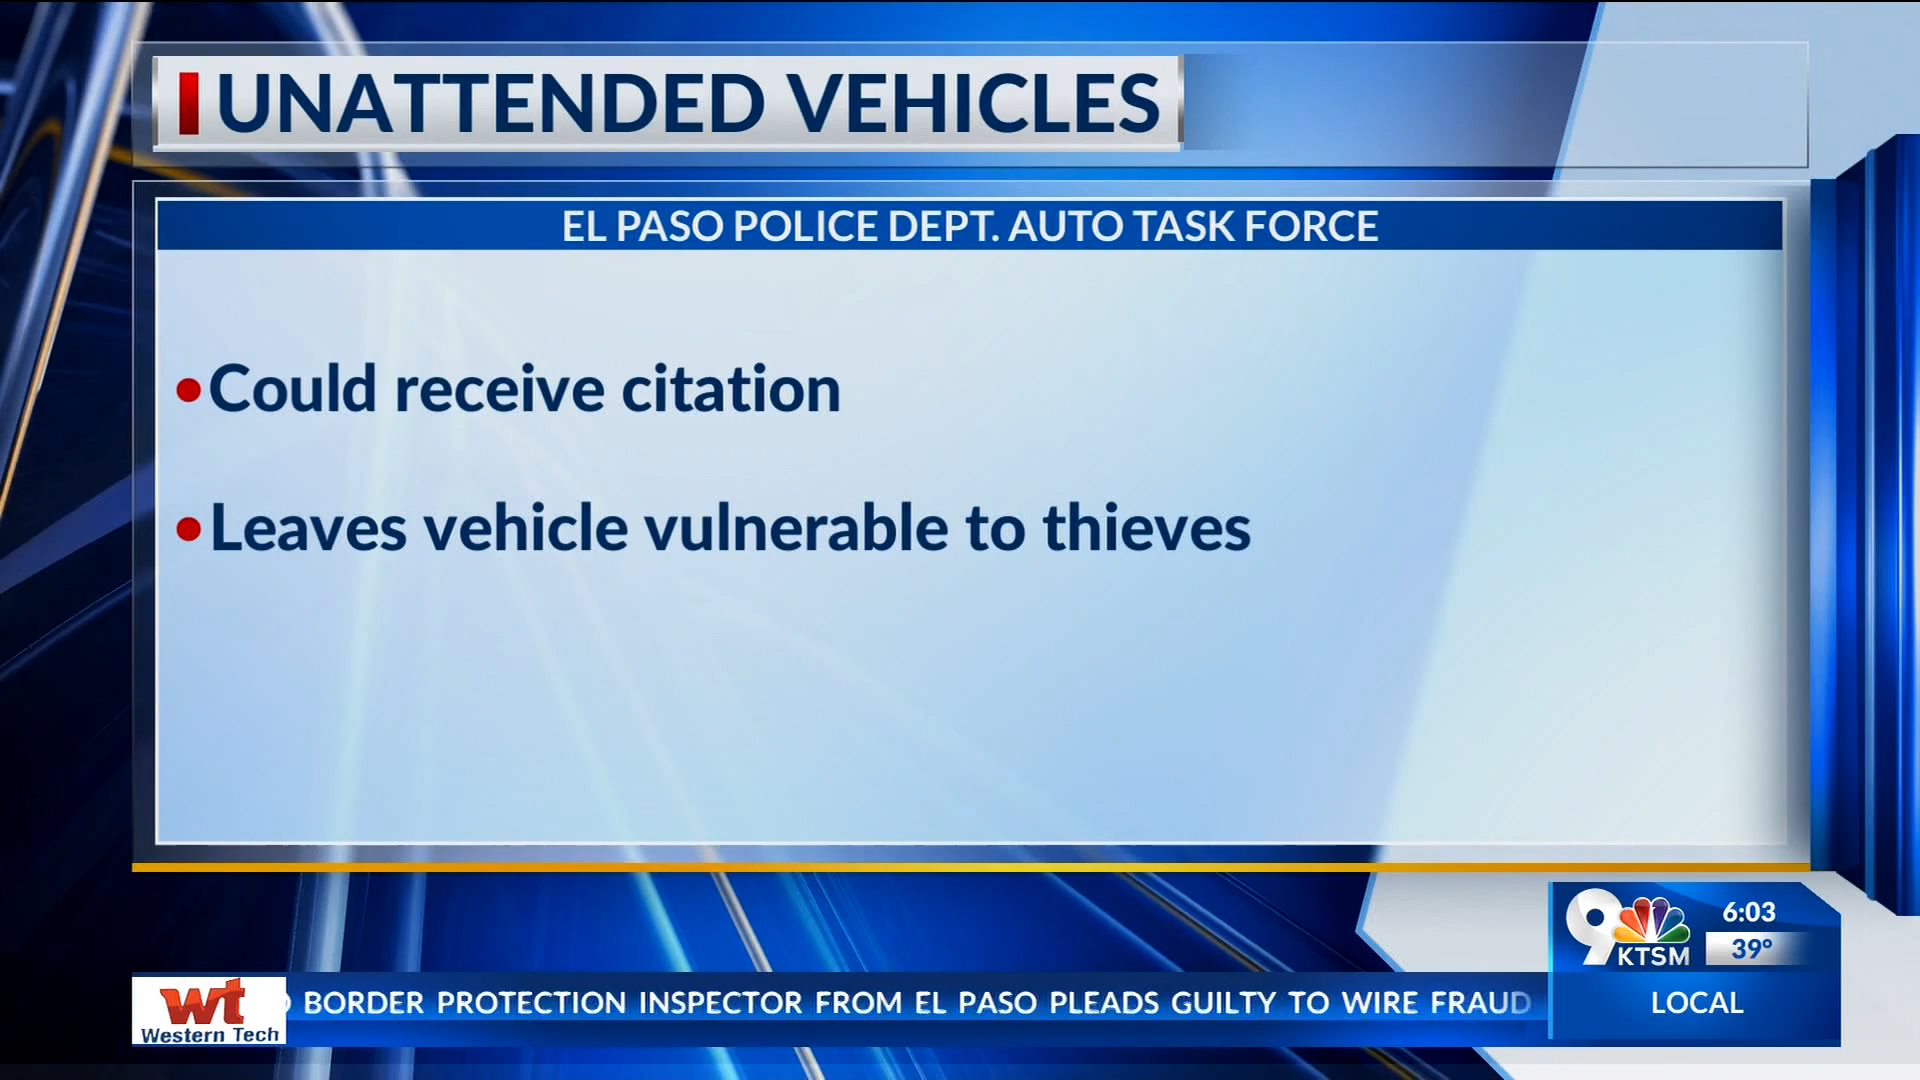 UNATTENDED VEHICLES
EL PASO POLICE DEPT. AUTO TASK FORCE
•Could receive citation
•Leaves vehicle vulnerable to thieves
9
KTSM
6:03
39°
LOCAL
wt
Western Tech
BORDER PROTECTION INSPECTOR FROM EL PASO PLEADS GUILTY TO WIRE FRAUD